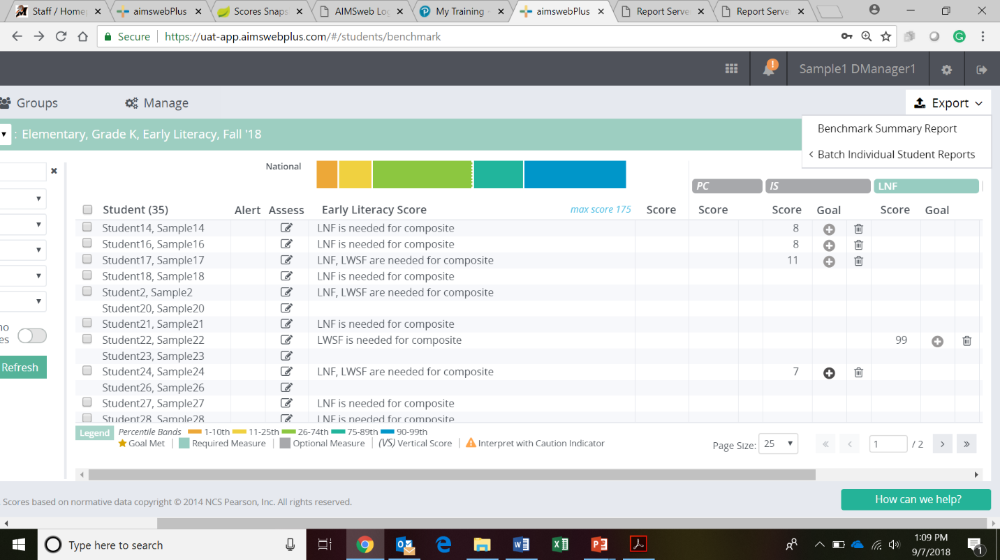 Staff / Home aimswebPlus Scores Snaps AIMSweb Lo My Training - aimswebPlus Report Serve Report Serve
Secure https://uat-app.aimswebplus.com/#/students/benchmark
Sample1 DManager1
Groups Manage Export
: Elementary, Grade K, Early Literacy, Fall '18
Benchmark Summary Report
Batch Individual Student Reports
National
PC IS LNF
Student (35) Alert Assess Early Literacy Score max score 175 Score Score Score Goal Score Goal
Student14, Sample14 LNF is needed for composite 8
Student16, Sample16 LNF is needed for composite 8
Student17, Sample17 LNF, LWSF are needed for composite 11
Student18, Sample18 LNF is needed for composite
Student2, Sample2 LNF, LWSF are needed for composite
Student20, Sample20
Student21, Sample21 LNF is needed for composite
Student22, Sample22 LWSF is needed for composite 99
Student23, Sample23
Student24, Sample24 LNF, LWSF are needed for composite 7
Student26, Sample26
Student27, Sample27 LNF is needed for composite
Student28, Sample28 LNF is needed for composite
no
es
Refresh
Legend Percentile Bands 1-10th 11-25th 26-74th 75-89th 90-99th
Goal Met | Required Measure | Optional Measure | (VS) Vertical Score | Interpret with Caution Indicator
Page Size: 25 « ‹ 1 / 2 › »
Scores based on normative data copyright © 2014 NCS Pearson, Inc. All rights reserved.
How can we help?
Type here to search
1:09 PM
9/7/2018
1